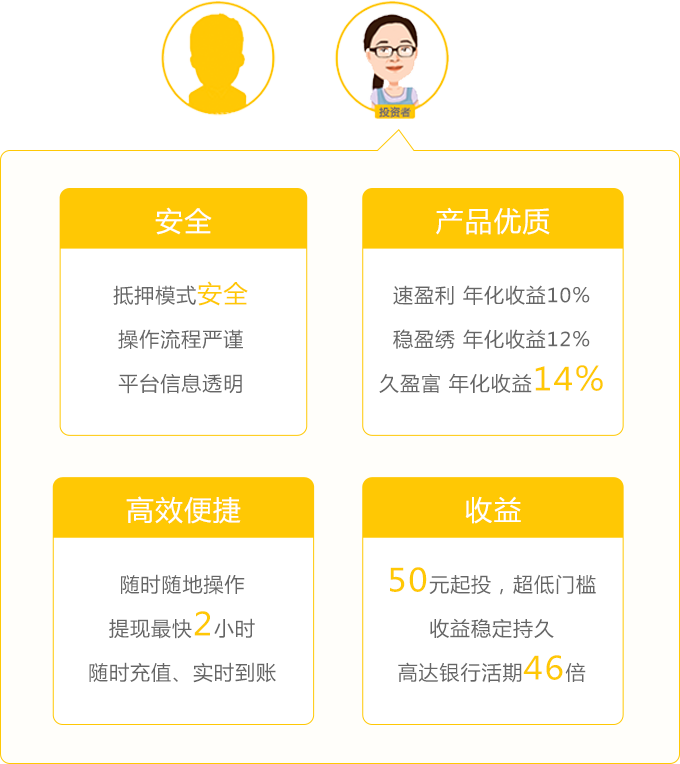 投资者
安全
抵押模式安全
操作流程严谨
平台信息透明
产品优质
速盈利 年化收益10%
稳盈绣 年化收益12%
久盈富 年化收益14%
高效便捷
随时随地操作
提现最快2小时
随时充值、实时到账
收益
50元起投，超低门槛
收益稳定持久
高达银行活期46倍